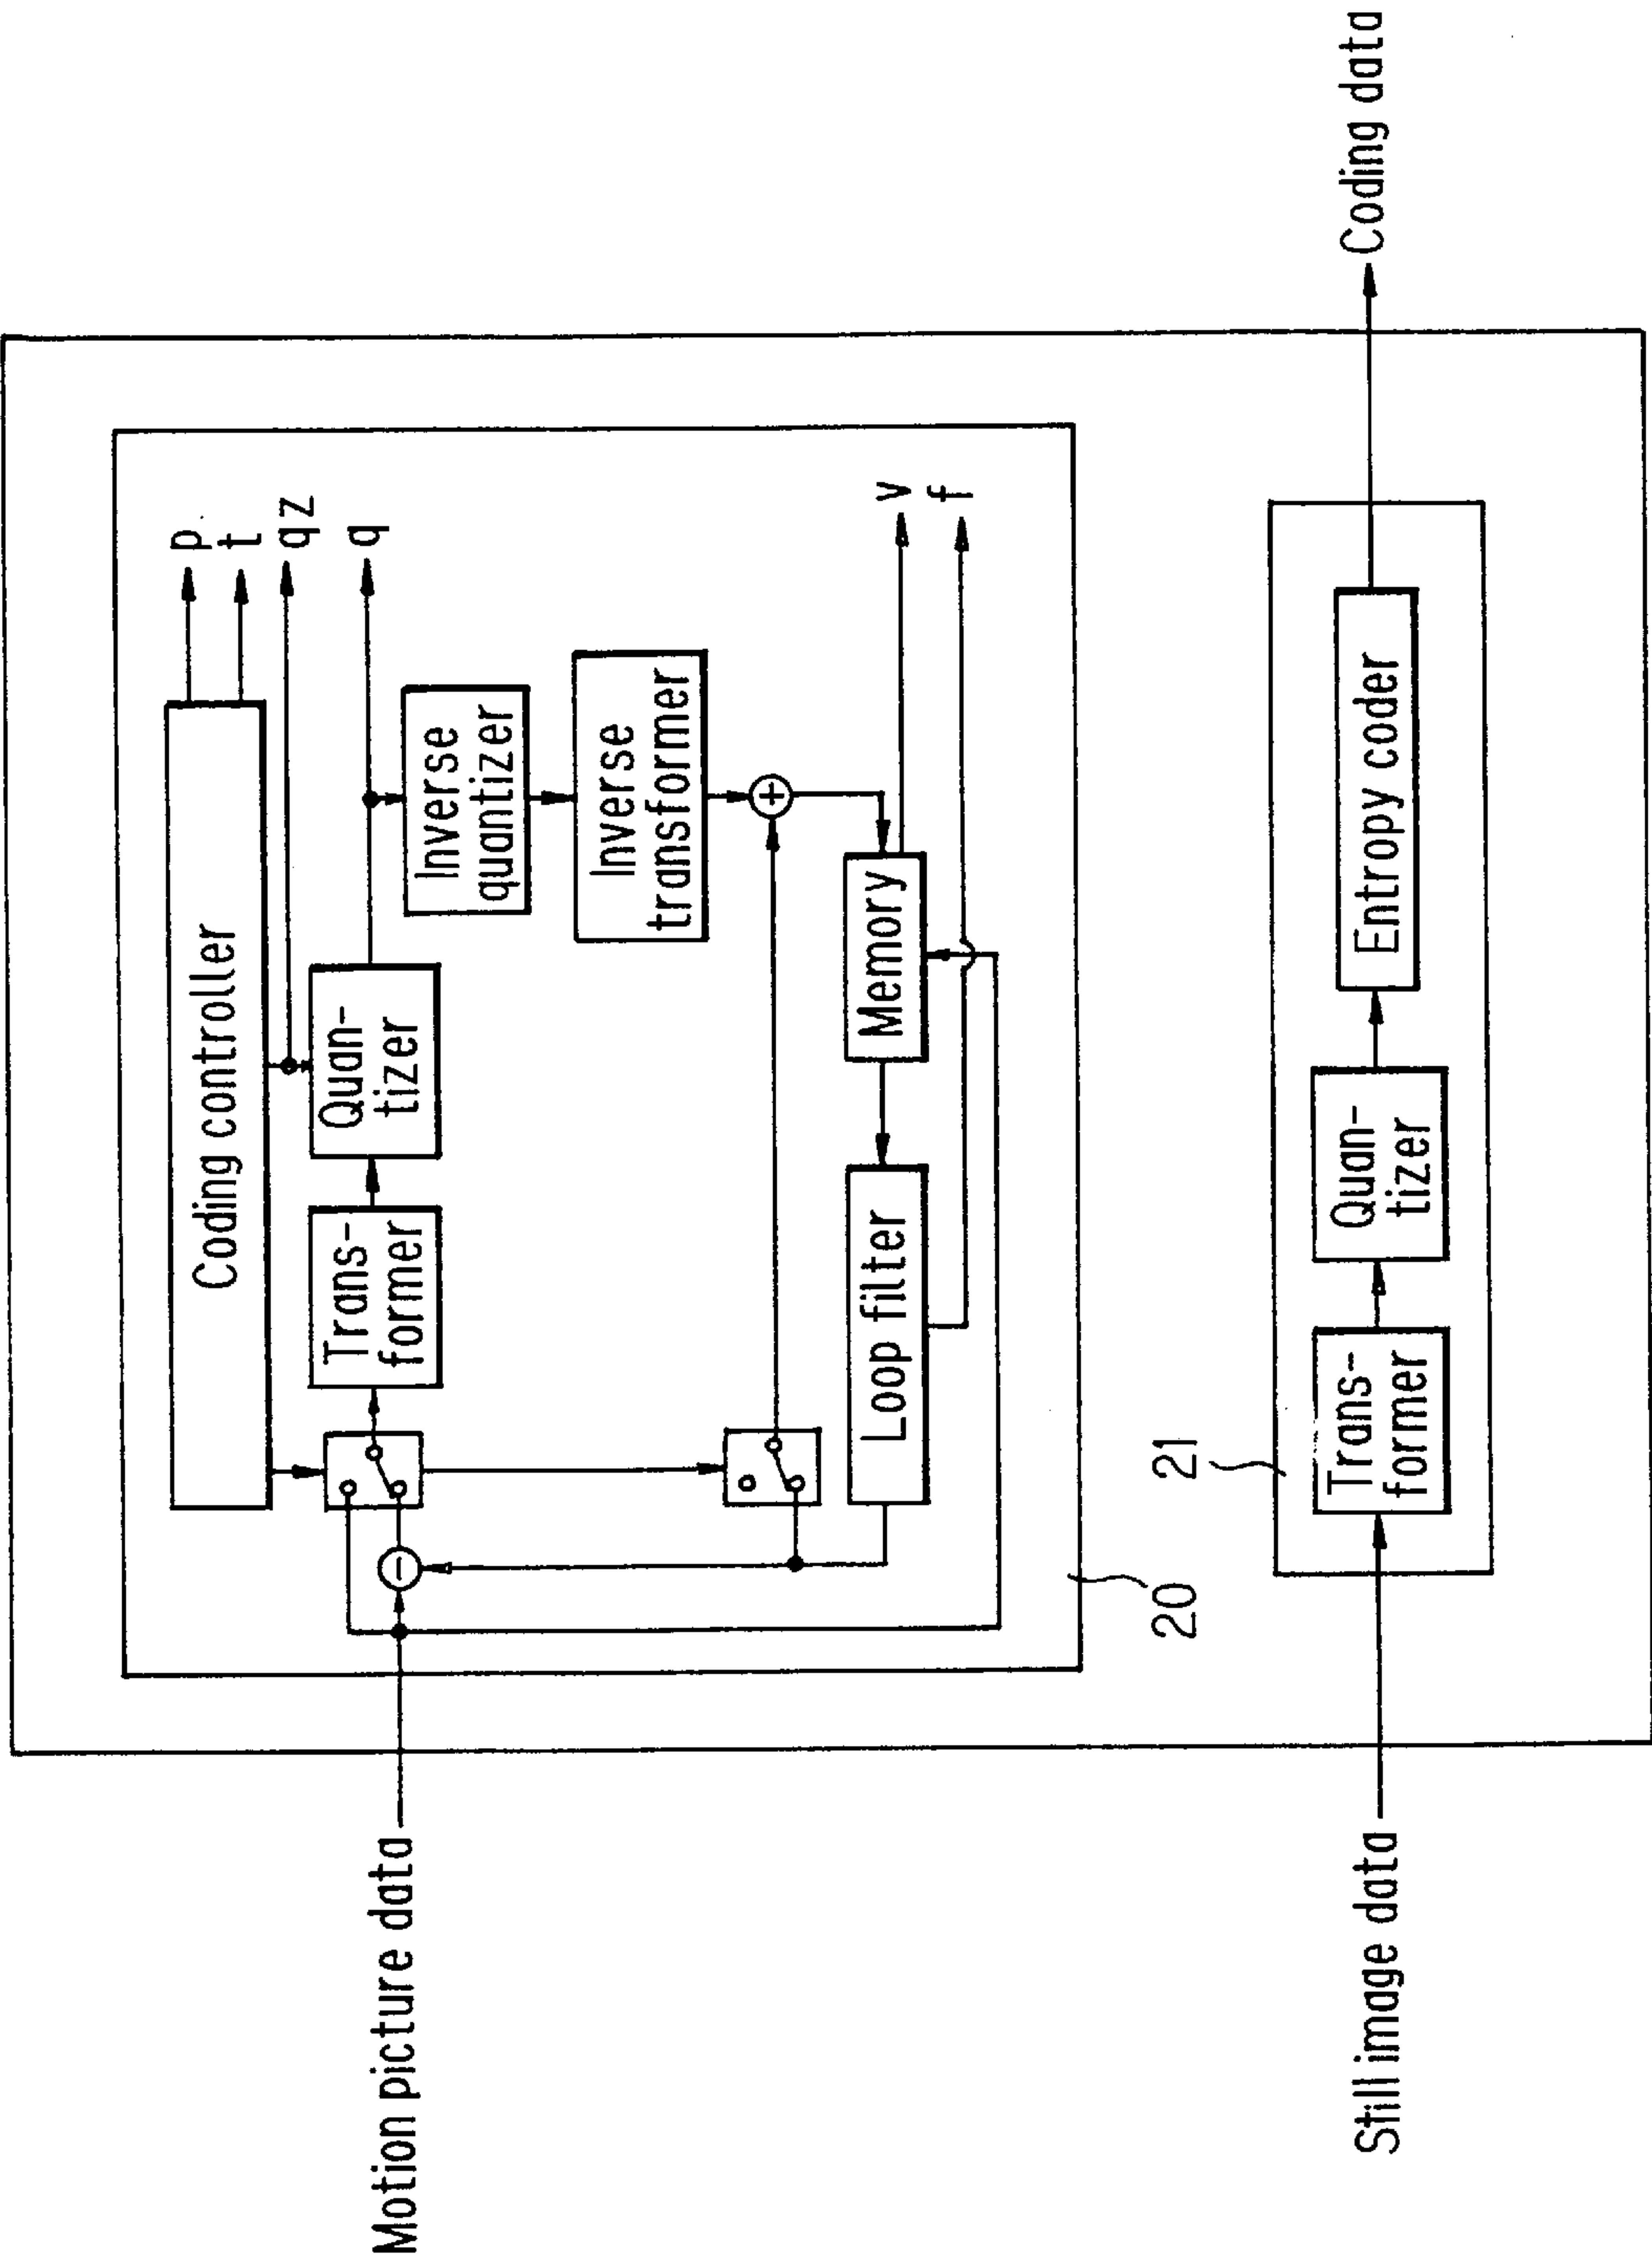 Motion picture data
Coding controller
p
t
qz
q
Trans-
former
Quan-
tizer
Inverse
quantizer
Inverse
transformer
+
−
Loop filter
Memory
v
f
20
21
Still image data
Trans-
former
Quan-
tizer
Entropy coder
Coding data